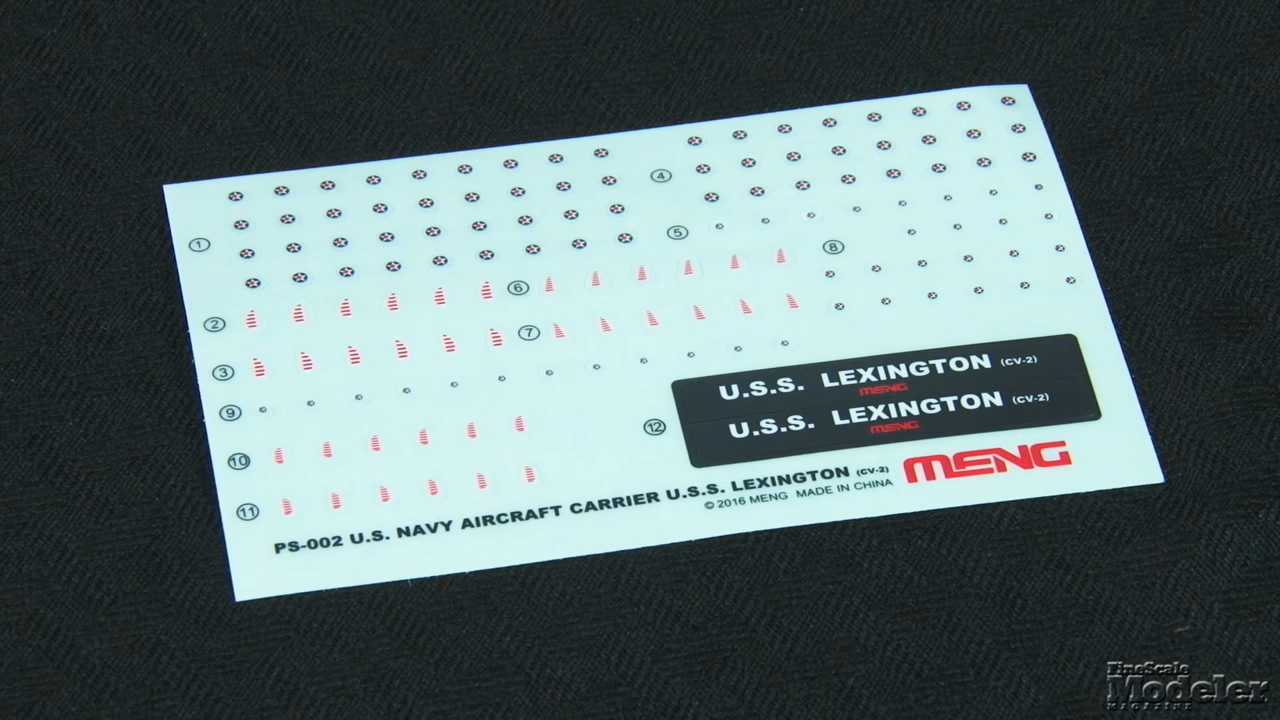 1
2
3
4
5
6
7
8
9
10
11
12
U.S.S. LEXINGTON (CV-2)
MENG
U.S.S. LEXINGTON (CV-2)
MENG
PS-002 U.S. NAVY AIRCRAFT CARRIER U.S.S. LEXINGTON (CV-2)
© 2016 MENG MADE IN CHINA
MENG
FineScale
Modeler
MAGAZINE